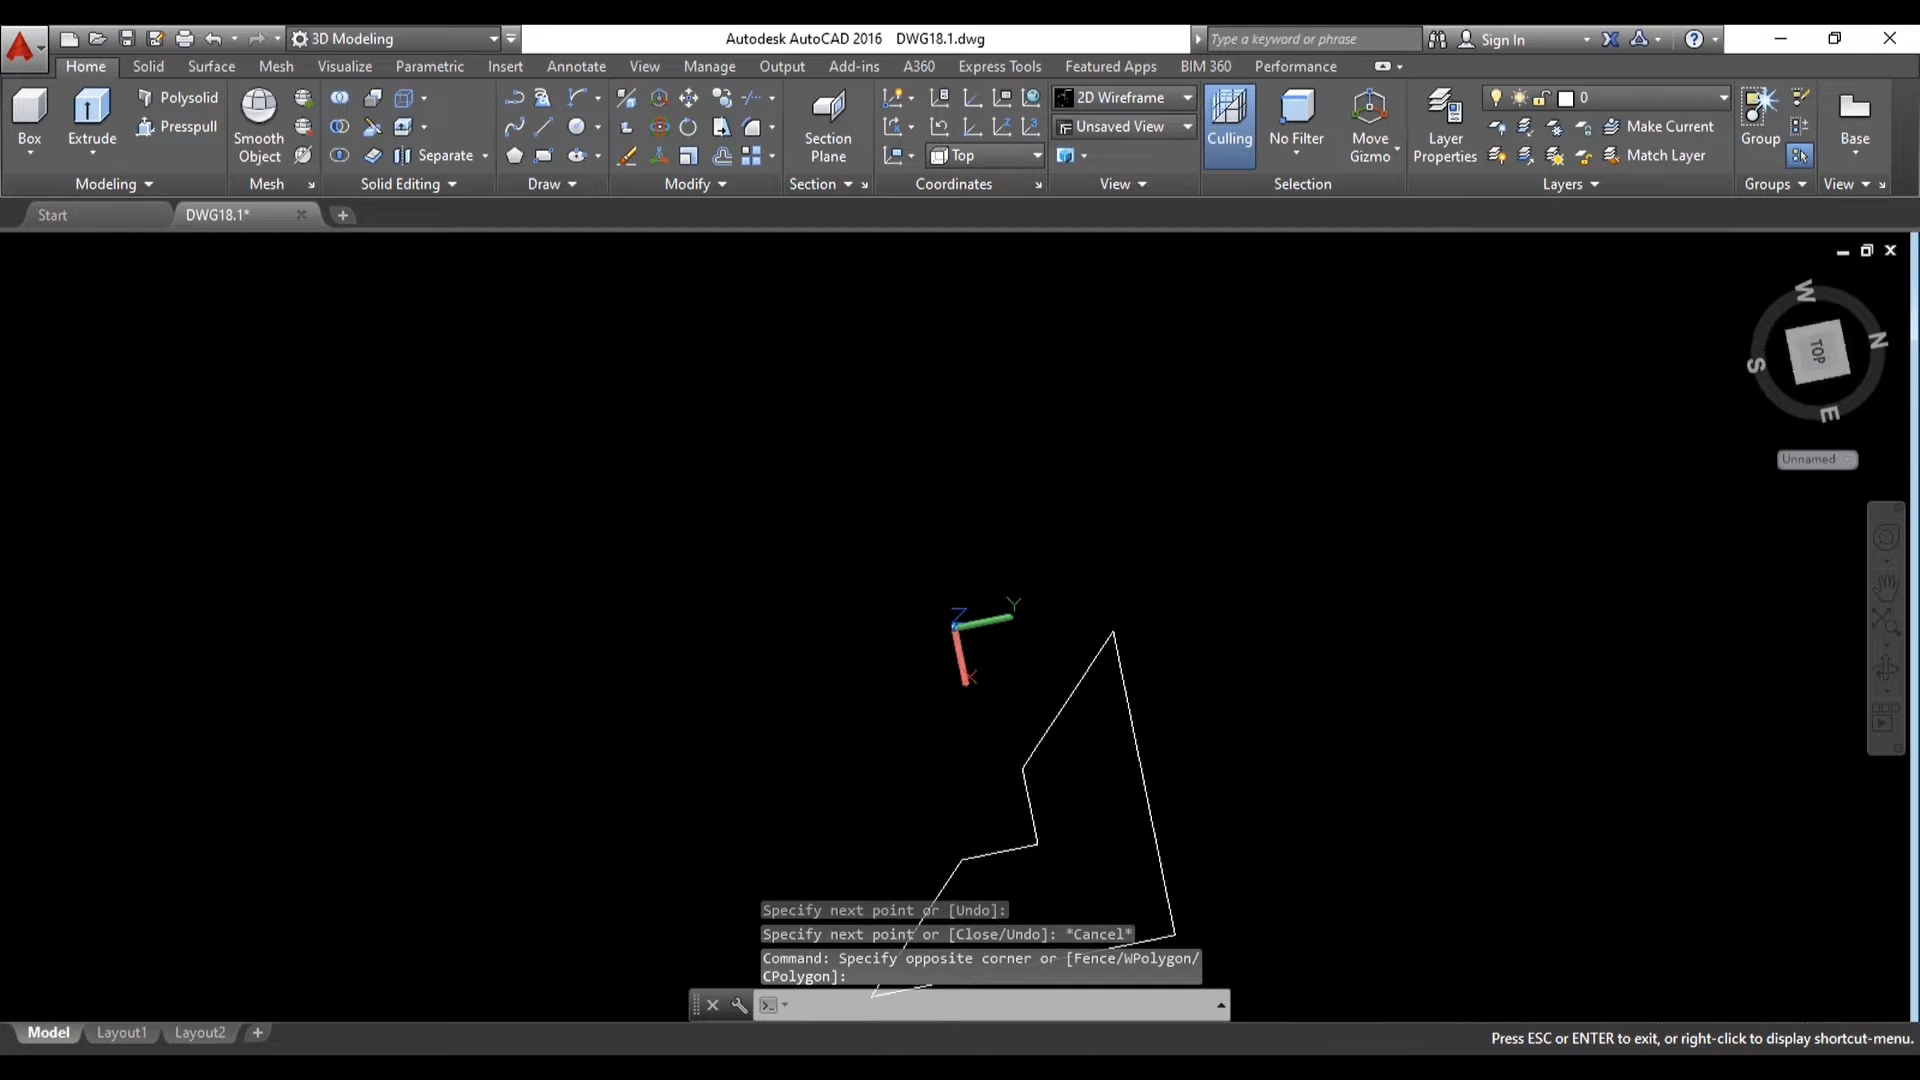 3D Modeling
Autodesk AutoCAD 2016 DWG18.1.dwg
Type a keyword or phrase
Sign In
Home Solid Surface Mesh Visualize Parametric Insert Annotate View Manage Output Add-ins A360 Express Tools Featured Apps BIM 360 Performance
Box
Extrude
Polysolid
Presspull
Modeling
Smooth
Object
Mesh
Separate
Solid Editing
Draw
Modify
Section
Plane
Section
Top
Coordinates
2D Wireframe
Unsaved View
View
Culling
No Filter
Move
Gizmo
Selection
Layer
Properties
0
Make Current
Match Layer
Layers
Group
Groups
Base
View
Start
DWG18.1*
W
N
S
TOP
E
Unnamed
Z
Y
X
Specify next point or [Undo]:
Specify next point or [Close/Undo]: *Cancel*
Command: Specify opposite corner or [Fence/WPolygon/
CPolygon]:
Model Layout1 Layout2
Press ESC or ENTER to exit, or right-click to display shortcut-menu.